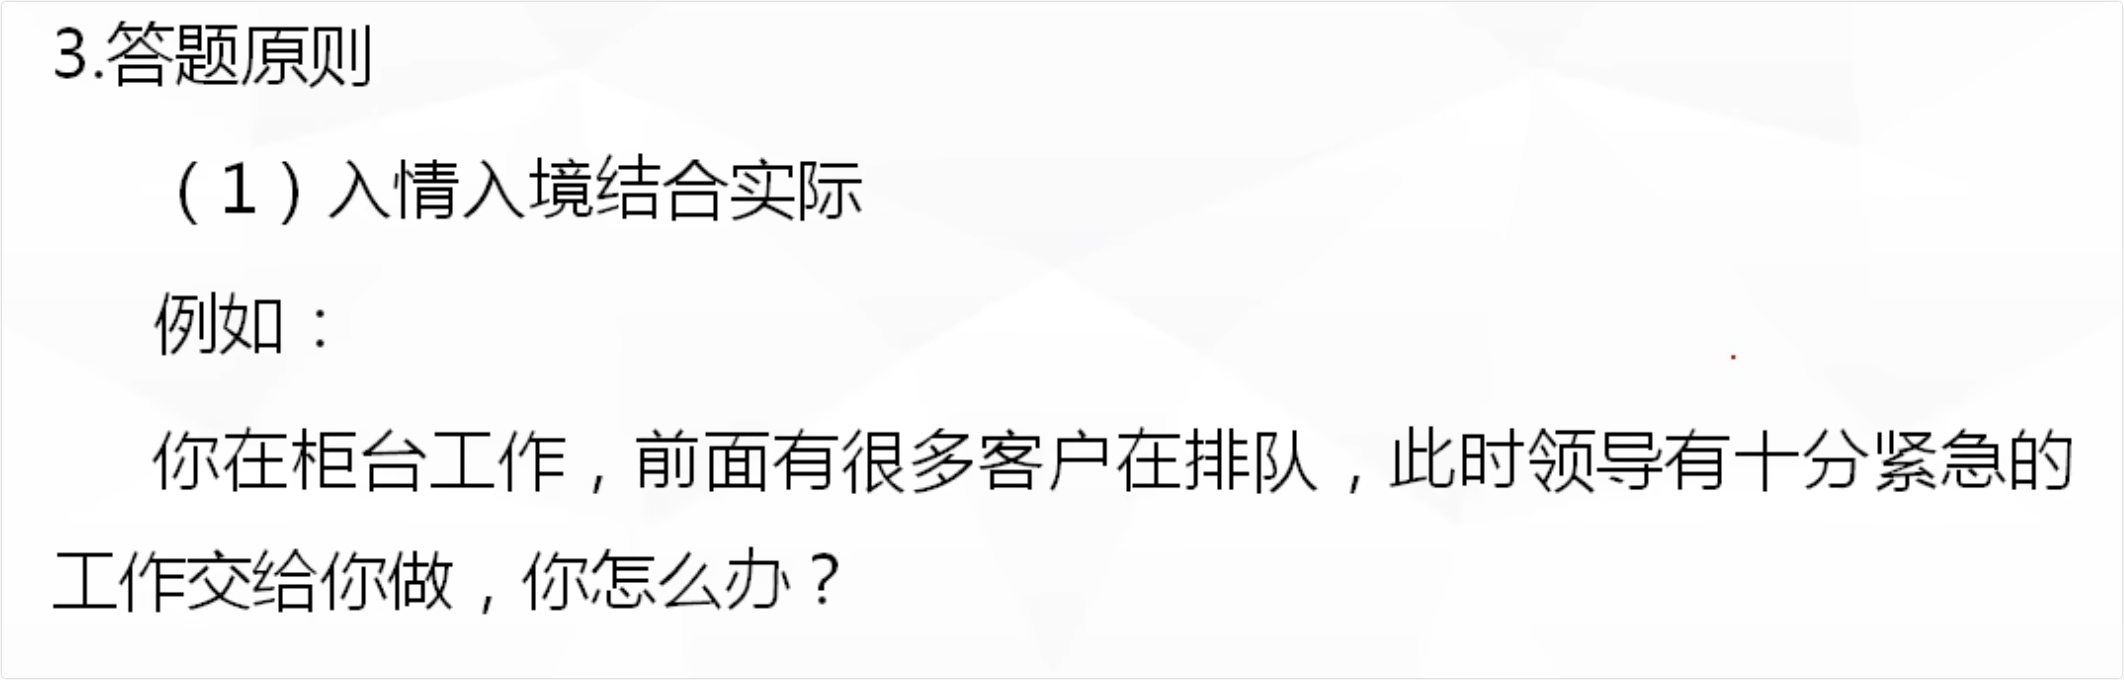 3.答题原则
（1）入情入境结合实际
例如：
你在柜台工作，前面有很多客户在排队，此时领导有十分紧急的
工作交给你做，你怎么办？